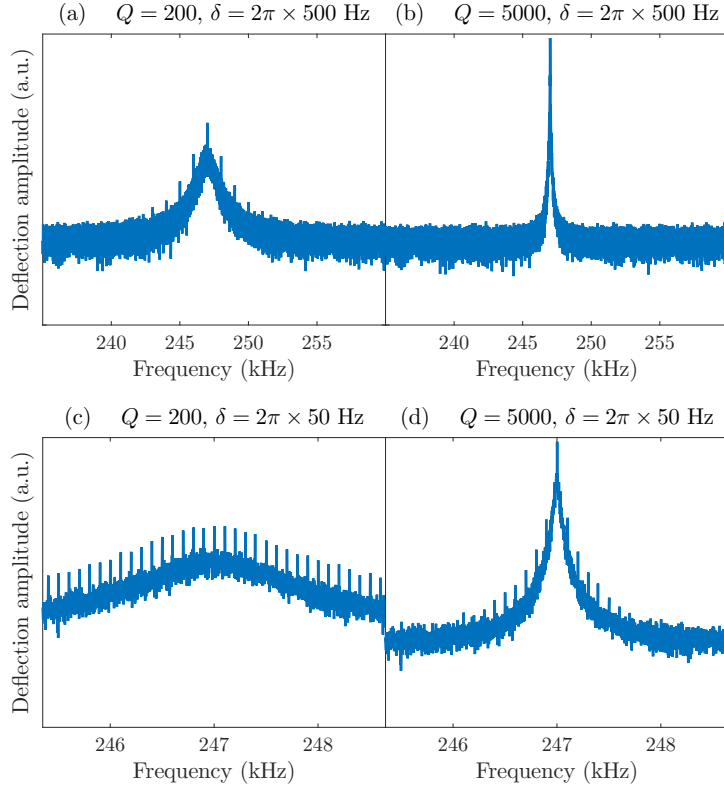 (a) Q = 200, δ = 2π × 500 Hz
(b) Q = 5000, δ = 2π × 500 Hz
Deflection amplitude (a.u.)
240 245 250 255
240 245 250 255
Frequency (kHz)
Frequency (kHz)
(c) Q = 200, δ = 2π × 50 Hz
(d) Q = 5000, δ = 2π × 50 Hz
Deflection amplitude (a.u.)
246 247 248
246 247 248
Frequency (kHz)
Frequency (kHz)